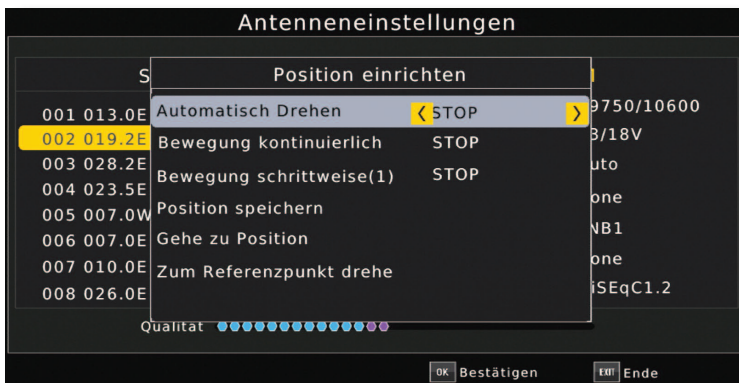 Antenneneinstellungen
S
Position einrichten
001 013.0E
Automatisch Drehen
STOP
9750/10600
002 019.2E
Bewegung kontinuierlich
STOP
3/18V
003 028.2E
Bewegung schrittweise(1)
STOP
uto
004 023.5E
one
005 007.0W
Position speichern
NB1
006 007.0E
Gehe zu Position
one
007 010.0E
Zum Referenzpunkt drehe
iSEqC1.2
008 026.0E
Qualität
OK Bestätigen
EXIT Ende